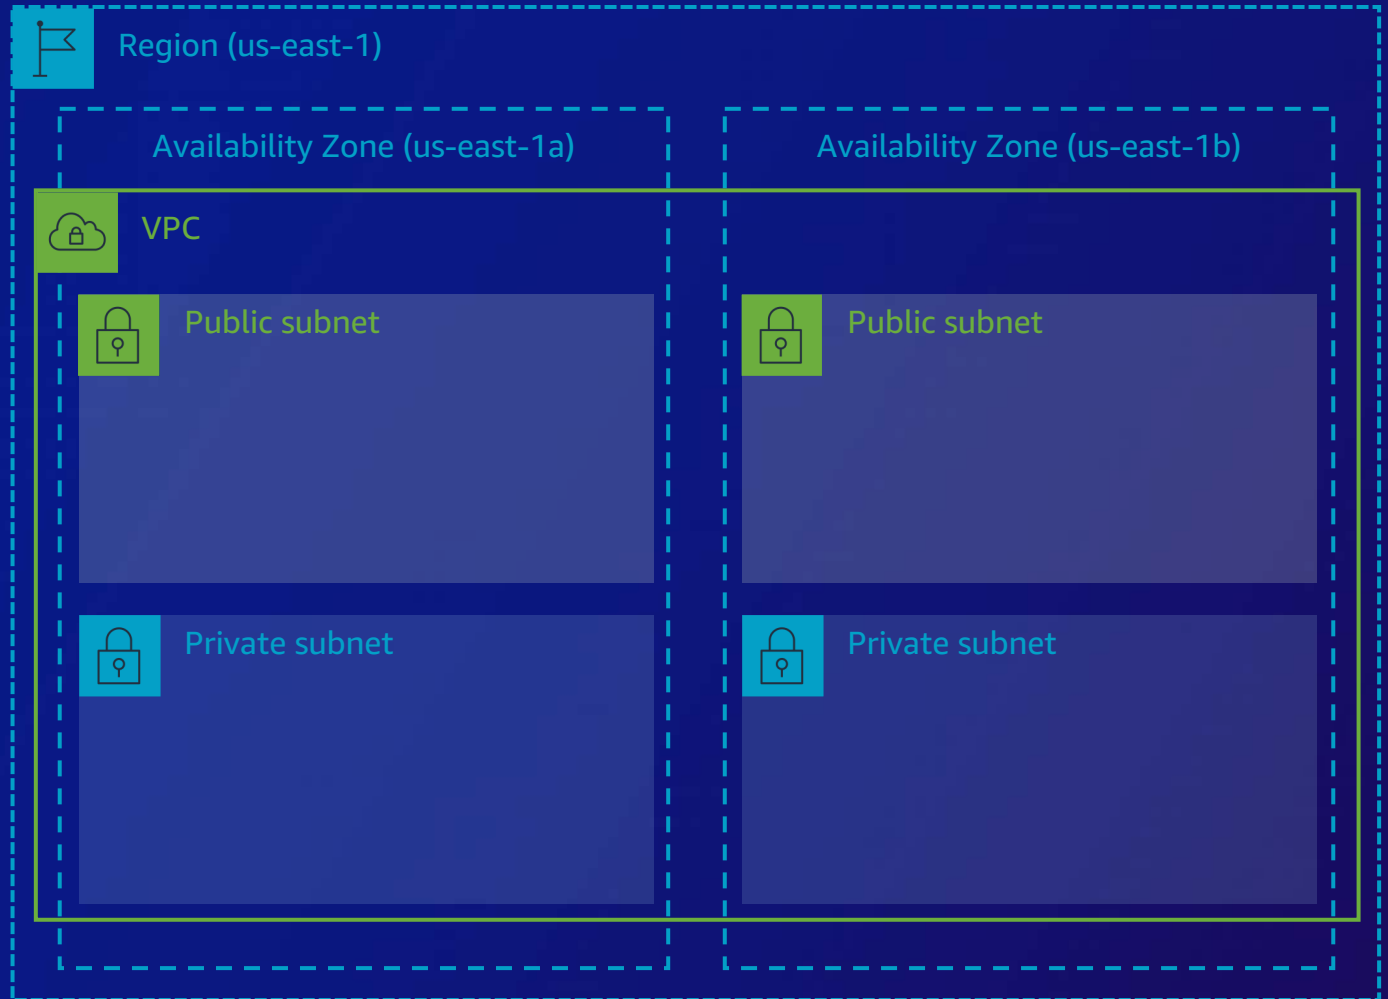 Region (us-east-1)
Availability Zone (us-east-1a)
Availability Zone (us-east-1b)
VPC
Public subnet
Public subnet
Private subnet
Private subnet